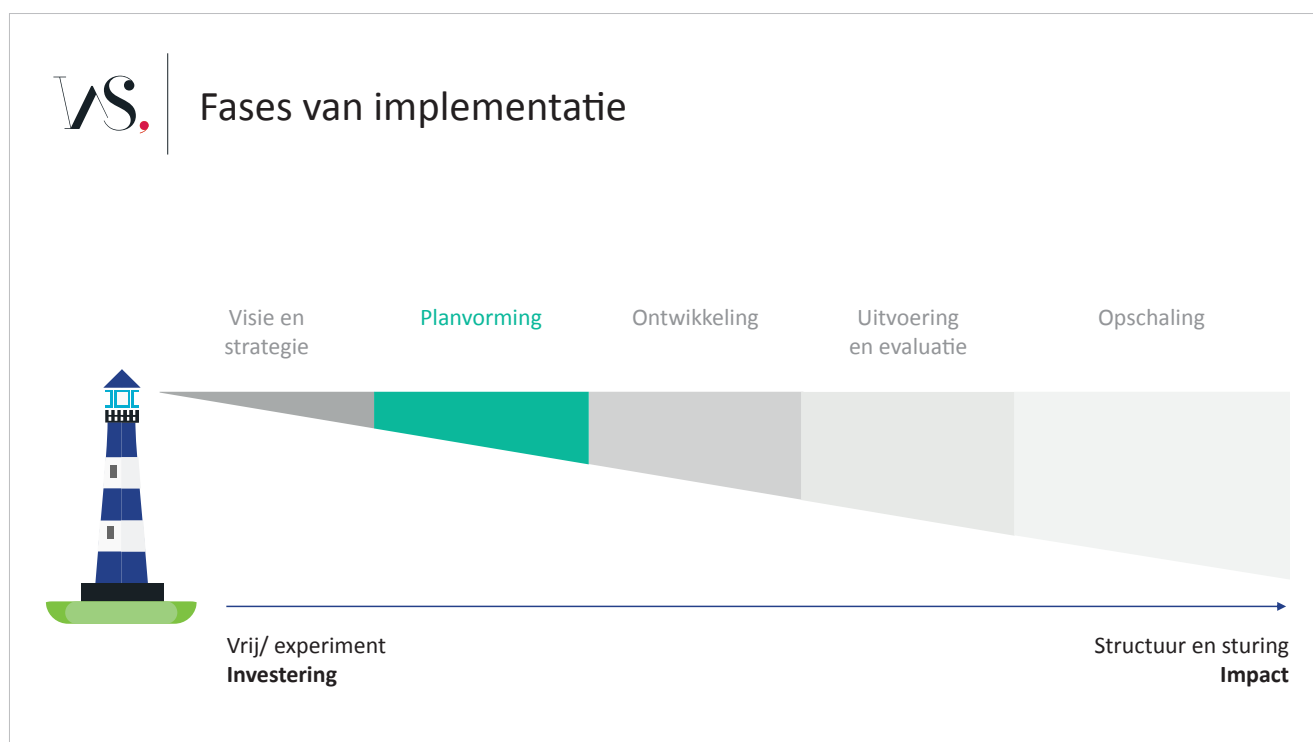 VS,
Fases van implementatie
Visie en
strategie
Planvorming
Ontwikkeling
Uitvoering
en evaluatie
Opschaling
Vrij/ experiment
Investering
Structuur en sturing
Impact